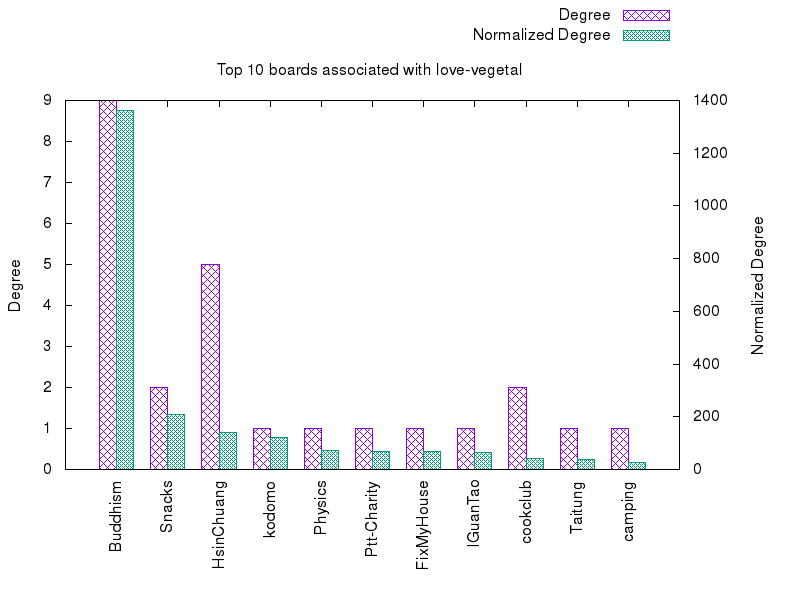 Degree
Normalized Degree
Top 10 boards associated with love-vegetal
9
8
7
6
5
4
3
2
1
0
Degree
1400
1200
1000
800
600
400
200
0
Normalized Degree
Buddhism
Snacks
HsinChuang
kodomo
Physics
Ptt-Charity
FixMyHouse
IGuanTao
cookclub
Taitung
camping